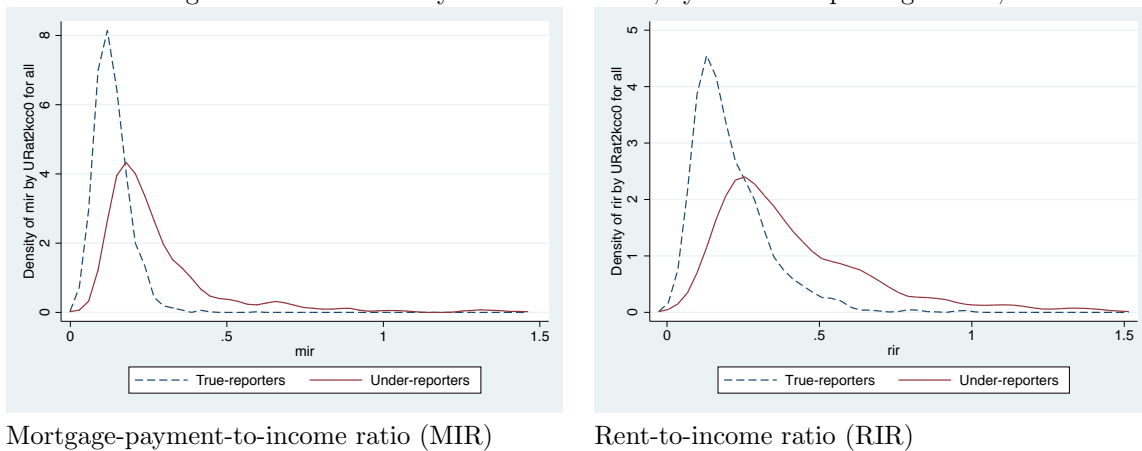 Density of mir by URat2kcc0 for all
8
6
4
2
0
0 .5 1 1.5
mir
True-reporters Under-reporters
Density of rir by URat2kcc0 for all
5
4
3
2
1
0
0 .5 1 1.5
rir
True-reporters Under-reporters
Mortgage-payment-to-income ratio (MIR)
Rent-to-income ratio (RIR)